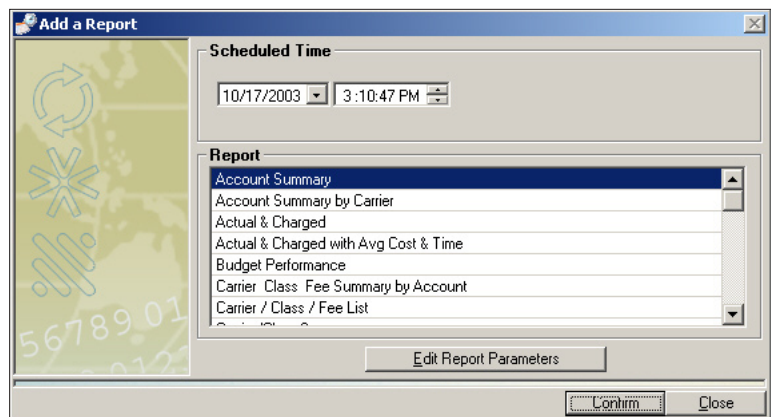 Add a Report
Scheduled Time
10/17/2003 3:10:47 PM
Report
Account Summary
Account Summary by Carrier
Actual & Charged
Actual & Charged with Avg Cost & Time
Budget Performance
Carrier Class Fee Summary by Account
Carrier / Class / Fee List
56789 01
Edit Report Parameters
Confirm Close